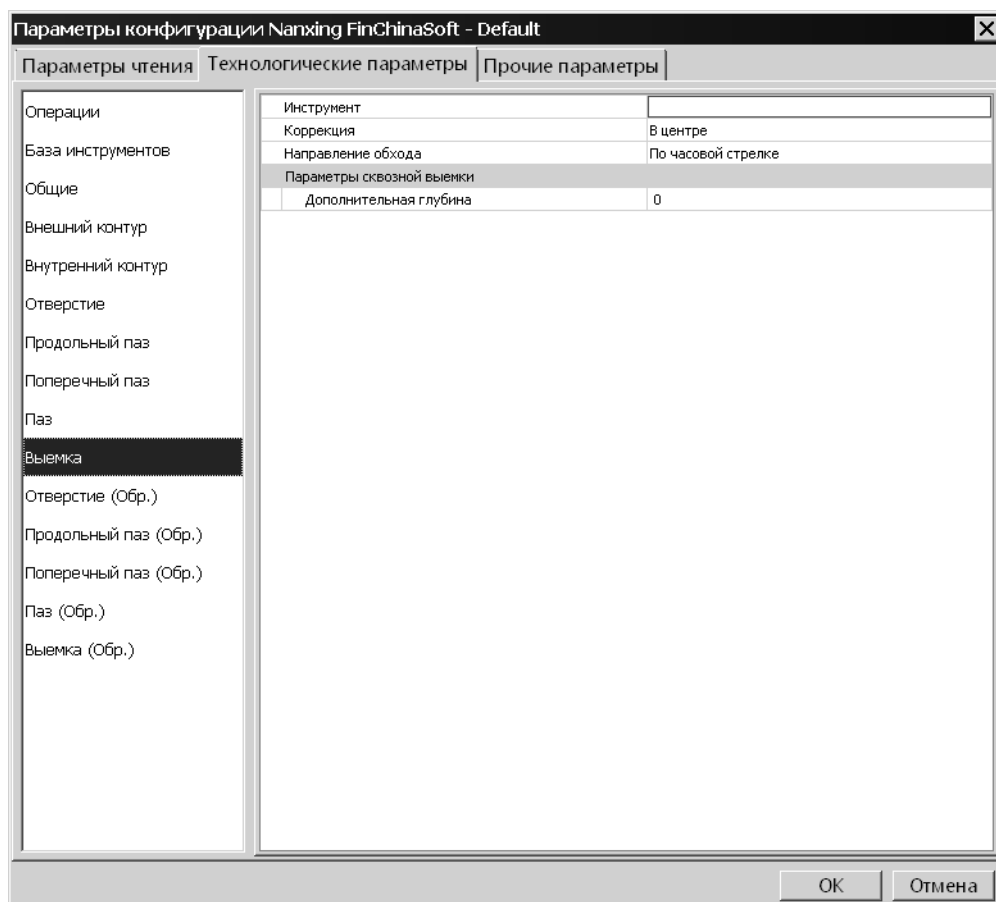 Параметры конфигурации Nanxing FinChinaSoft - Default
Параметры чтения Технологические параметры Прочие параметры
Операции
База инструментов
Общие
Внешний контур
Внутренний контур
Отверстие
Продольный паз
Поперечный паз
Паз
Выемка
Отверстие (Обр.)
Продольный паз (Обр.)
Поперечный паз (Обр.)
Паз (Обр.)
Выемка (Обр.)
Инструмент
Коррекция В центре
Направление обхода По часовой стрелке
Параметры сквозной выемки
Дополнительная глубина 0
OK Отмена